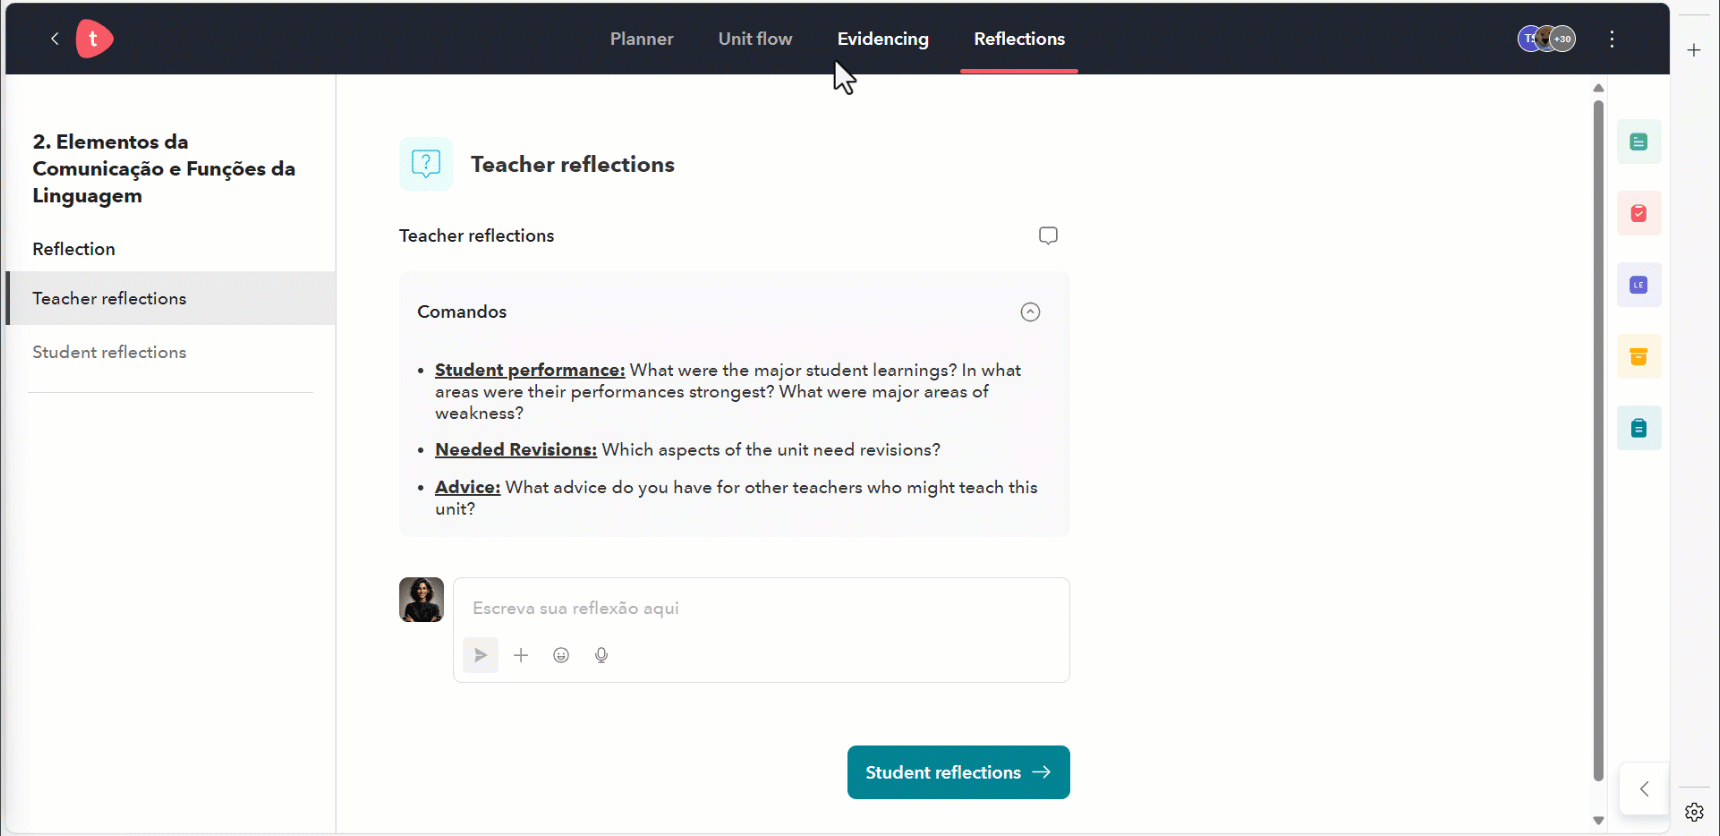 t
Planner
Unit flow
Evidencing
Reflections
+30
2. Elementos da
Comunicação e Funções da
Linguagem
Reflection
Teacher reflections
Student reflections
Teacher reflections
Teacher reflections
Comandos
• Student performance: What were the major student learnings? In what
areas were their performances strongest? What were major areas of
weakness?
• Needed Revisions: Which aspects of the unit need revisions?
• Advice: What advice do you have for other teachers who might teach this
unit?
Escreva sua reflexão aqui
Student reflections →
LE